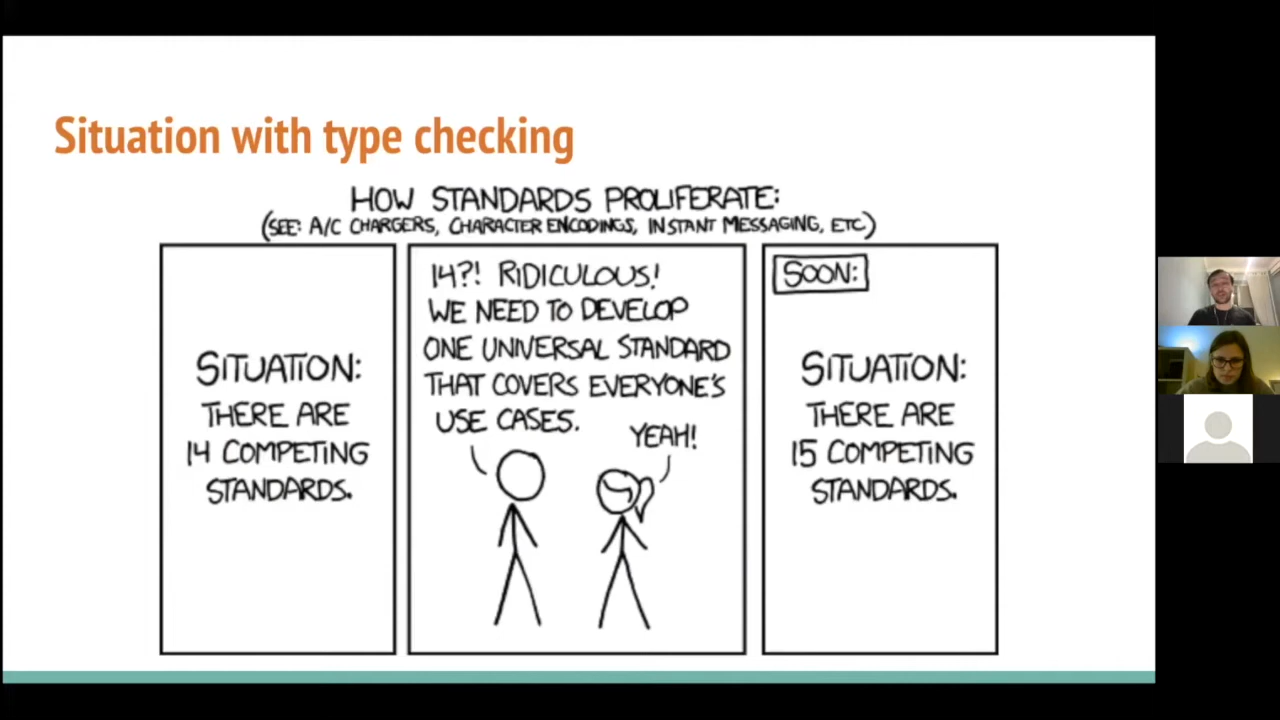 Situation with type checking
HOW STANDARDS PROLIFERATE:
(SEE: A/C CHARGERS, CHARACTER ENCODINGS, INSTANT MESSAGING, ETC.)
SITUATION:
THERE ARE
14 COMPETING
STANDARDS.
14?! RIDICULOUS!
WE NEED TO DEVELOP
ONE UNIVERSAL STANDARD
THAT COVERS EVERYONE'S
USE CASES.
YEAH!
SOON:
SITUATION:
THERE ARE
15 COMPETING
STANDARDS.